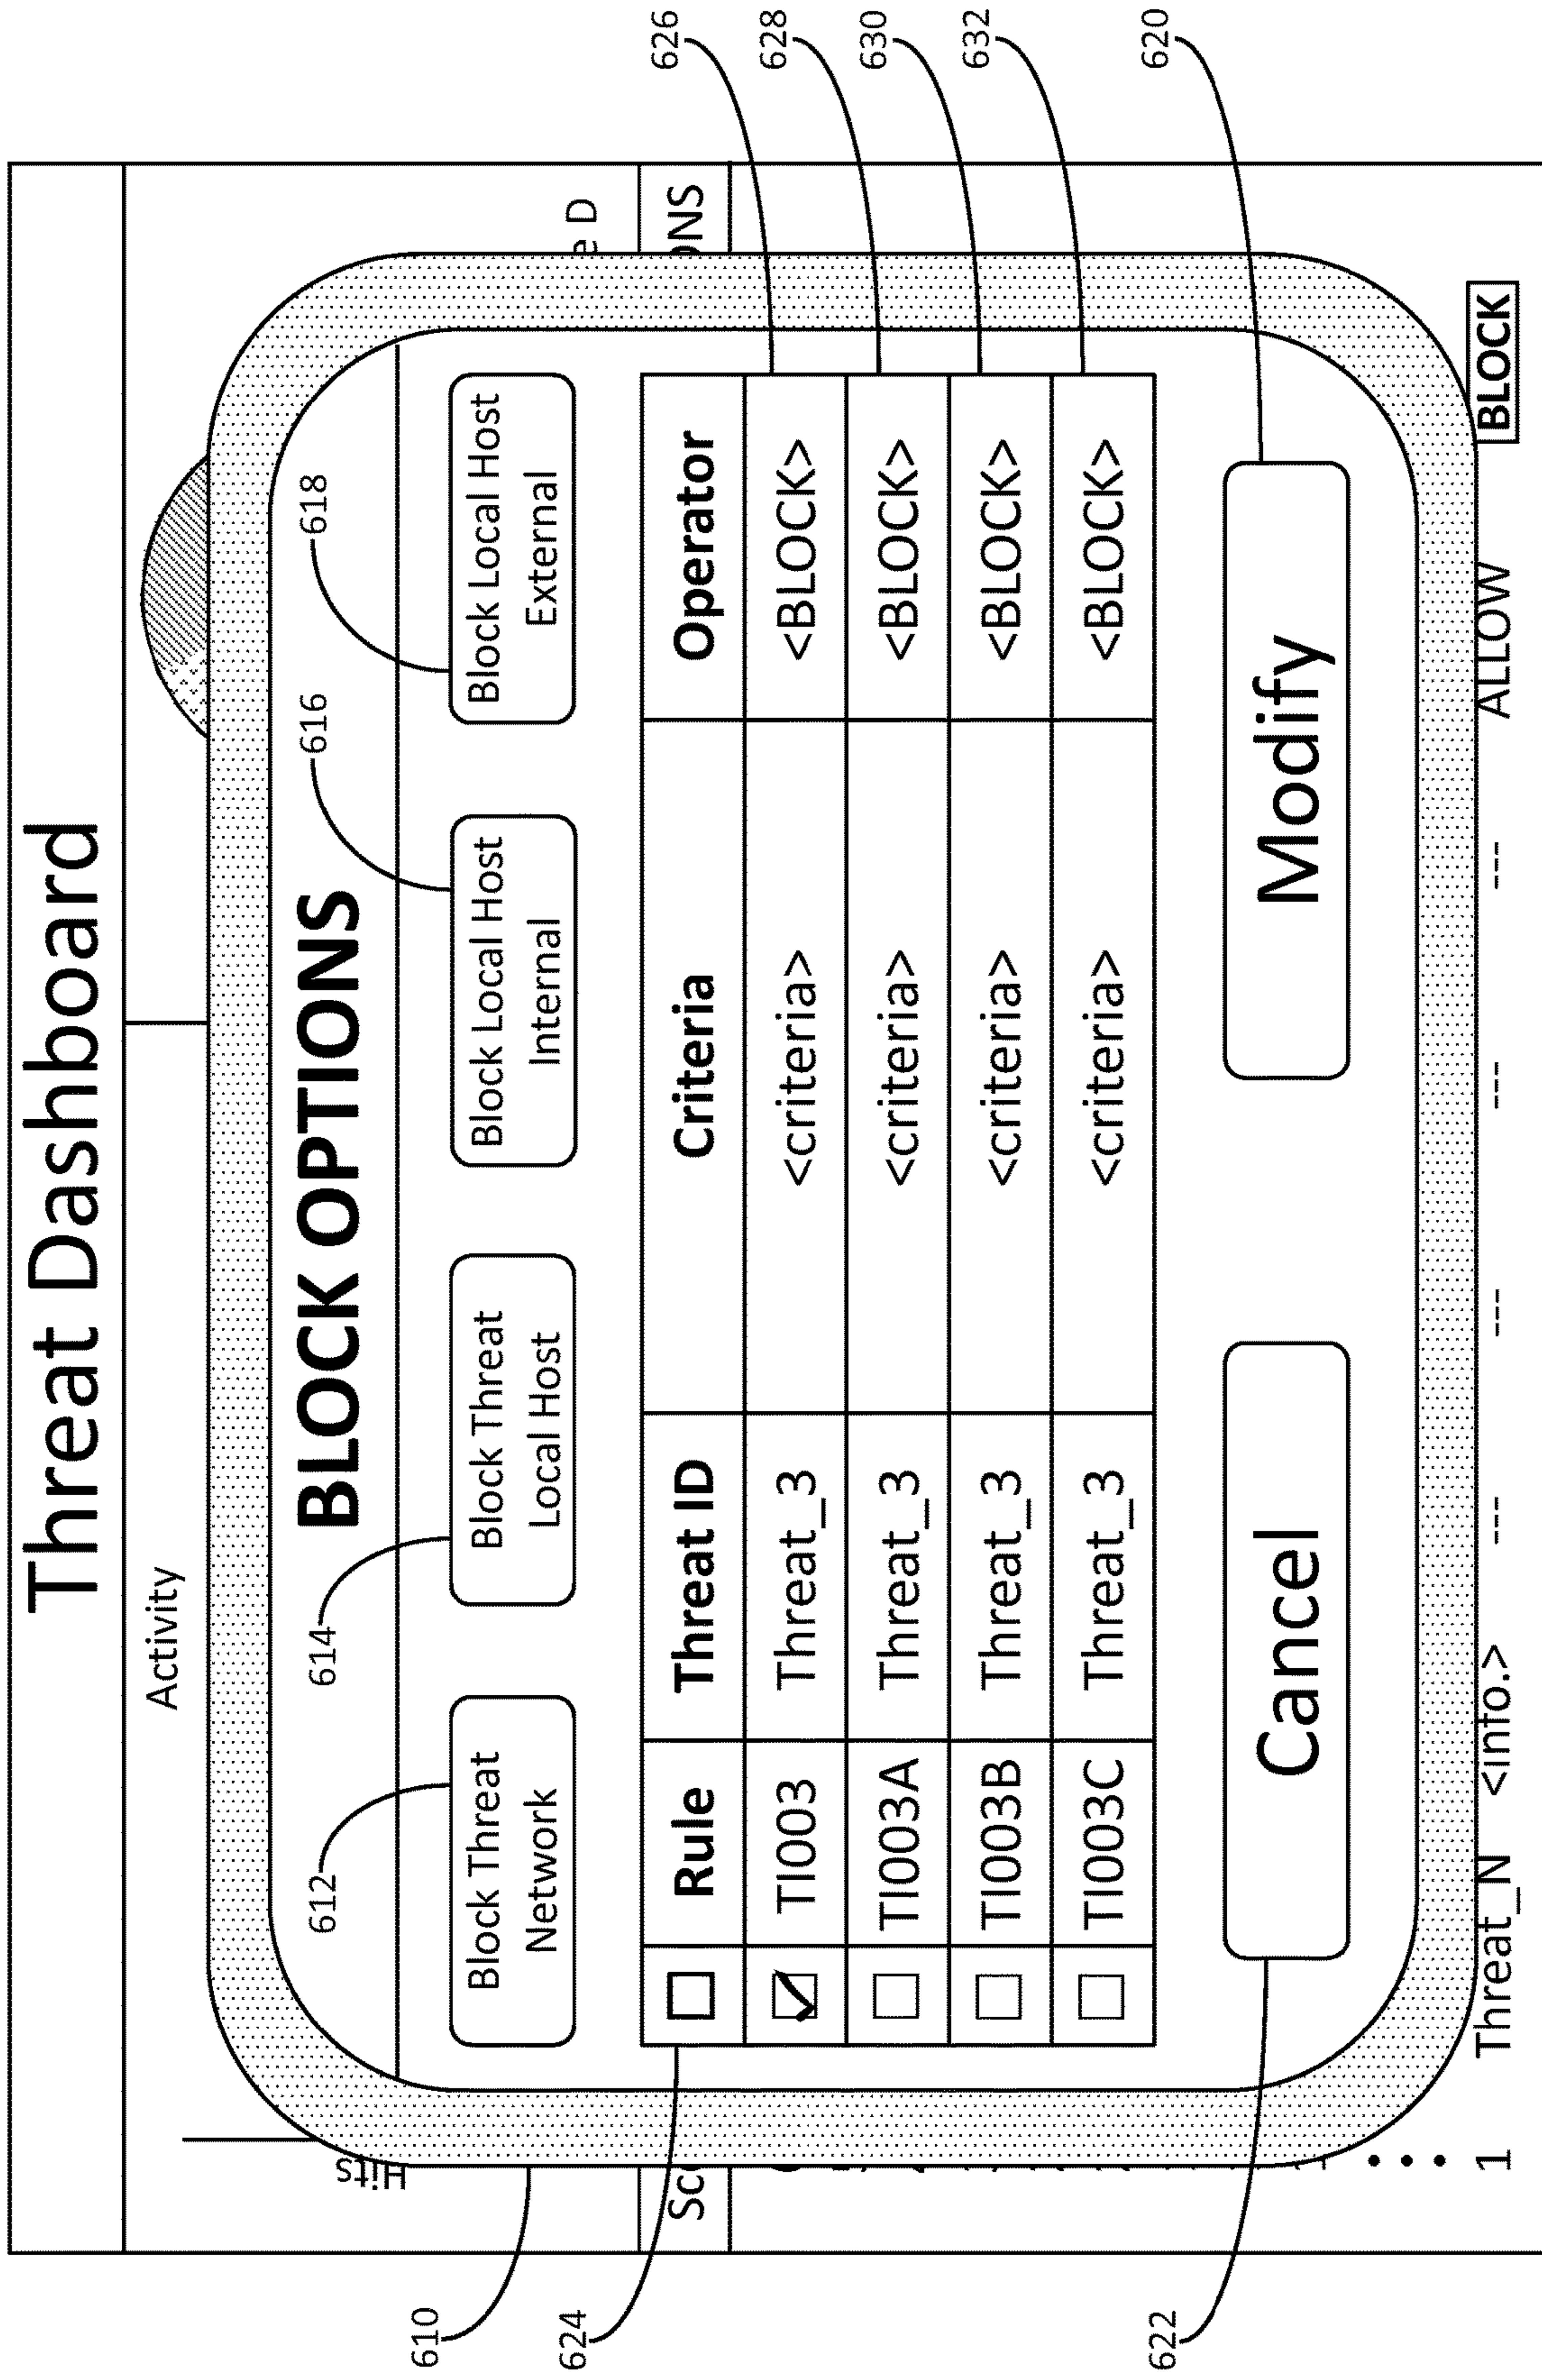 Threat Dashboard
Activity
Hits
e D
Sc
ONS
BLOCK OPTIONS
612
614
616
618
Block Threat
Network
Block Threat
Local Host
Block Local Host
Internal
Block Local Host
External
Rule Threat ID Criteria Operator
TI003 Threat_3 <criteria> <BLOCK>
TI003A Threat_3 <criteria> <BLOCK>
TI003B Threat_3 <criteria> <BLOCK>
TI003C Threat_3 <criteria> <BLOCK>
Cancel Modify
1 Threat_N <info.> --- --- --- --- ALLOW BLOCK
610
624
622
626
628
630
632
620